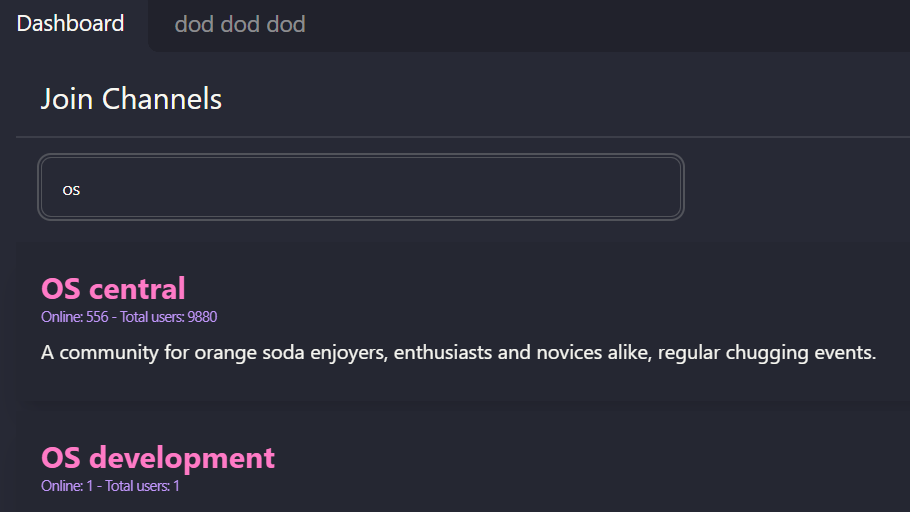 Dashboard dod dod dod
Join Channels
os
OS central
Online: 556 - Total users: 9880
A community for orange soda enjoyers, enthusiasts and novices alike, regular chugging events.
OS development
Online: 1 - Total users: 1